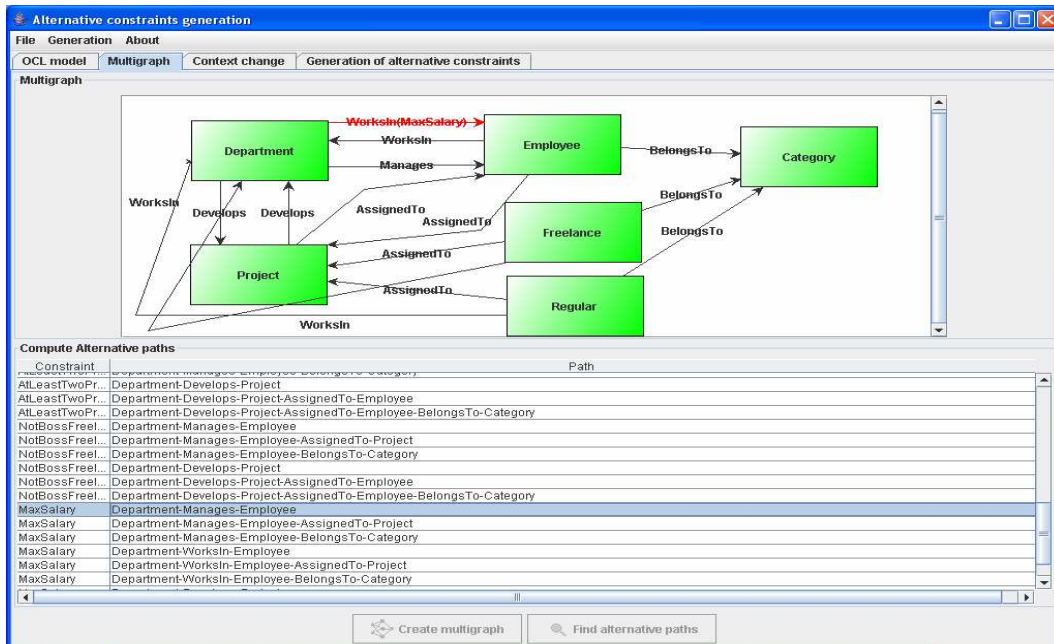 Alternative constraints generation
File Generation About
OCL model Multigraph Context change Generation of alternative constraints
Multigraph
WorksIn(MaxSalary)
Department
WorksIn
Employee
Manages
BelongsTo
Category
WorksIn
Develops
Develops
AssignedTo
AssignedTo
BelongsTo
Freelance
BelongsTo
AssignedTo
Project
AssignedTo
Regular
WorksIn
Compute Alternative paths
Constraint Path
AtLeastTwoPr... Department-Manages-Employee-BelongsTo-Category
AtLeastTwoPr... Department-Develops-Project
AtLeastTwoPr... Department-Develops-Project-AssignedTo-Employee
AtLeastTwoPr... Department-Develops-Project-AssignedTo-Employee-BelongsTo-Category
NotBossFreel... Department-Manages-Employee
NotBossFreel... Department-Manages-Employee-AssignedTo-Project
NotBossFreel... Department-Manages-Employee-BelongsTo-Category
NotBossFreel... Department-Develops-Project
NotBossFreel... Department-Develops-Project-AssignedTo-Employee
NotBossFreel... Department-Develops-Project-AssignedTo-Employee-BelongsTo-Category
MaxSalary Department-Manages-Employee
MaxSalary Department-Manages-Employee-AssignedTo-Project
MaxSalary Department-Manages-Employee-BelongsTo-Category
MaxSalary Department-WorksIn-Employee
MaxSalary Department-WorksIn-Employee-AssignedTo-Project
MaxSalary Department-WorksIn-Employee-BelongsTo-Category
Create multigraph Find alternative paths